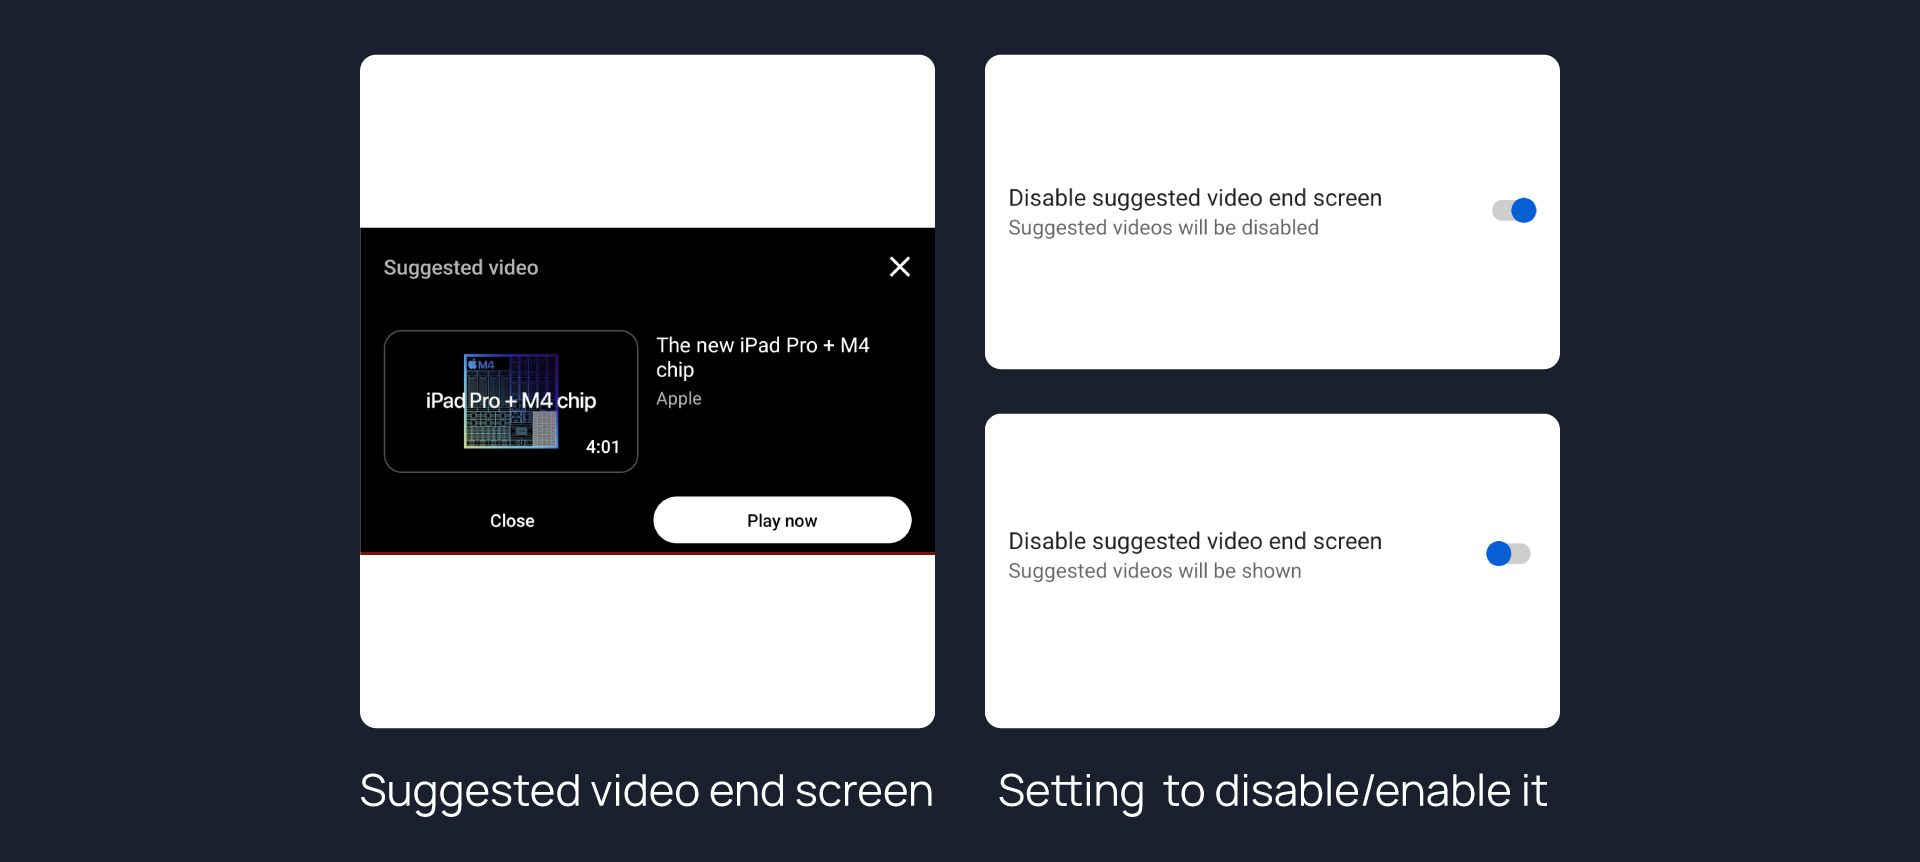 Suggested video
M4
iPad Pro + M4 chip
4:01
The new iPad Pro + M4
chip
Apple
Close
Play now
Disable suggested video end screen
Suggested videos will be disabled
Disable suggested video end screen
Suggested videos will be shown
Suggested video end screen
Setting to disable/enable it